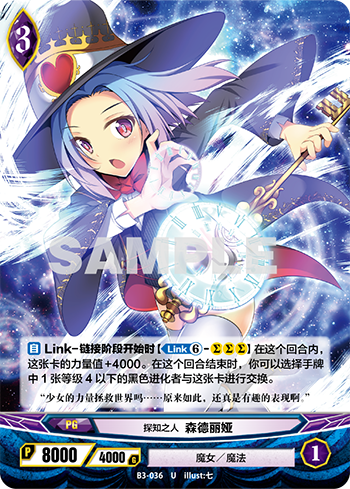 3
SAMPLE
自 Link-链接阶段开始时【Link 6 - Σ Σ Σ】在这个回合内,
这张卡的力量值 +4000。在这个回合结束时,你可以选择手牌
中 1 张等级 4 以下的黑色进化者与这张卡进行交换。
“少女的力量拯救世界吗……原来如此,还真是有趣的表现啊。”
PG 探知之人 森德丽娅
P 8000 / 4000 G 魔女/魔法 1
B3-036 U illust:七